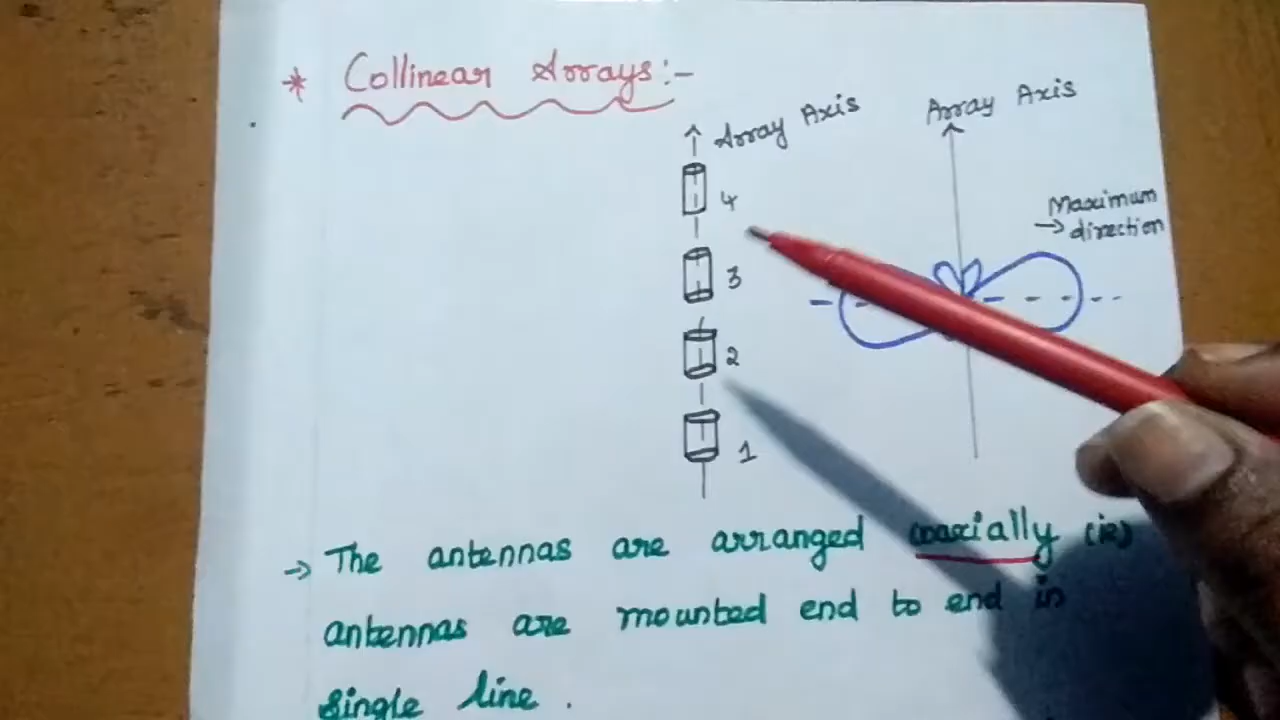 * Collinear Arrays:-
Array Axis
Array Axis
4
Maximum
→ direction
3
2
1
→ The antennas are arranged coaxially (ie)
antennas are mounted end to end in
single line.